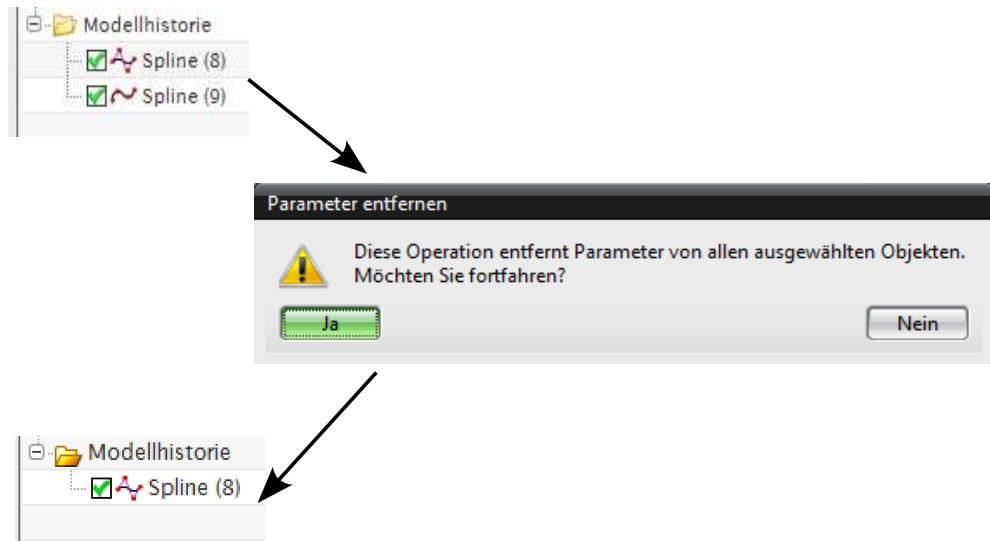 Modellhistorie
Spline (8)
Spline (9)
Parameter entfernen
Diese Operation entfernt Parameter von allen ausgewählten Objekten.
Möchten Sie fortfahren?
Ja
Nein
Modellhistorie
Spline (8)